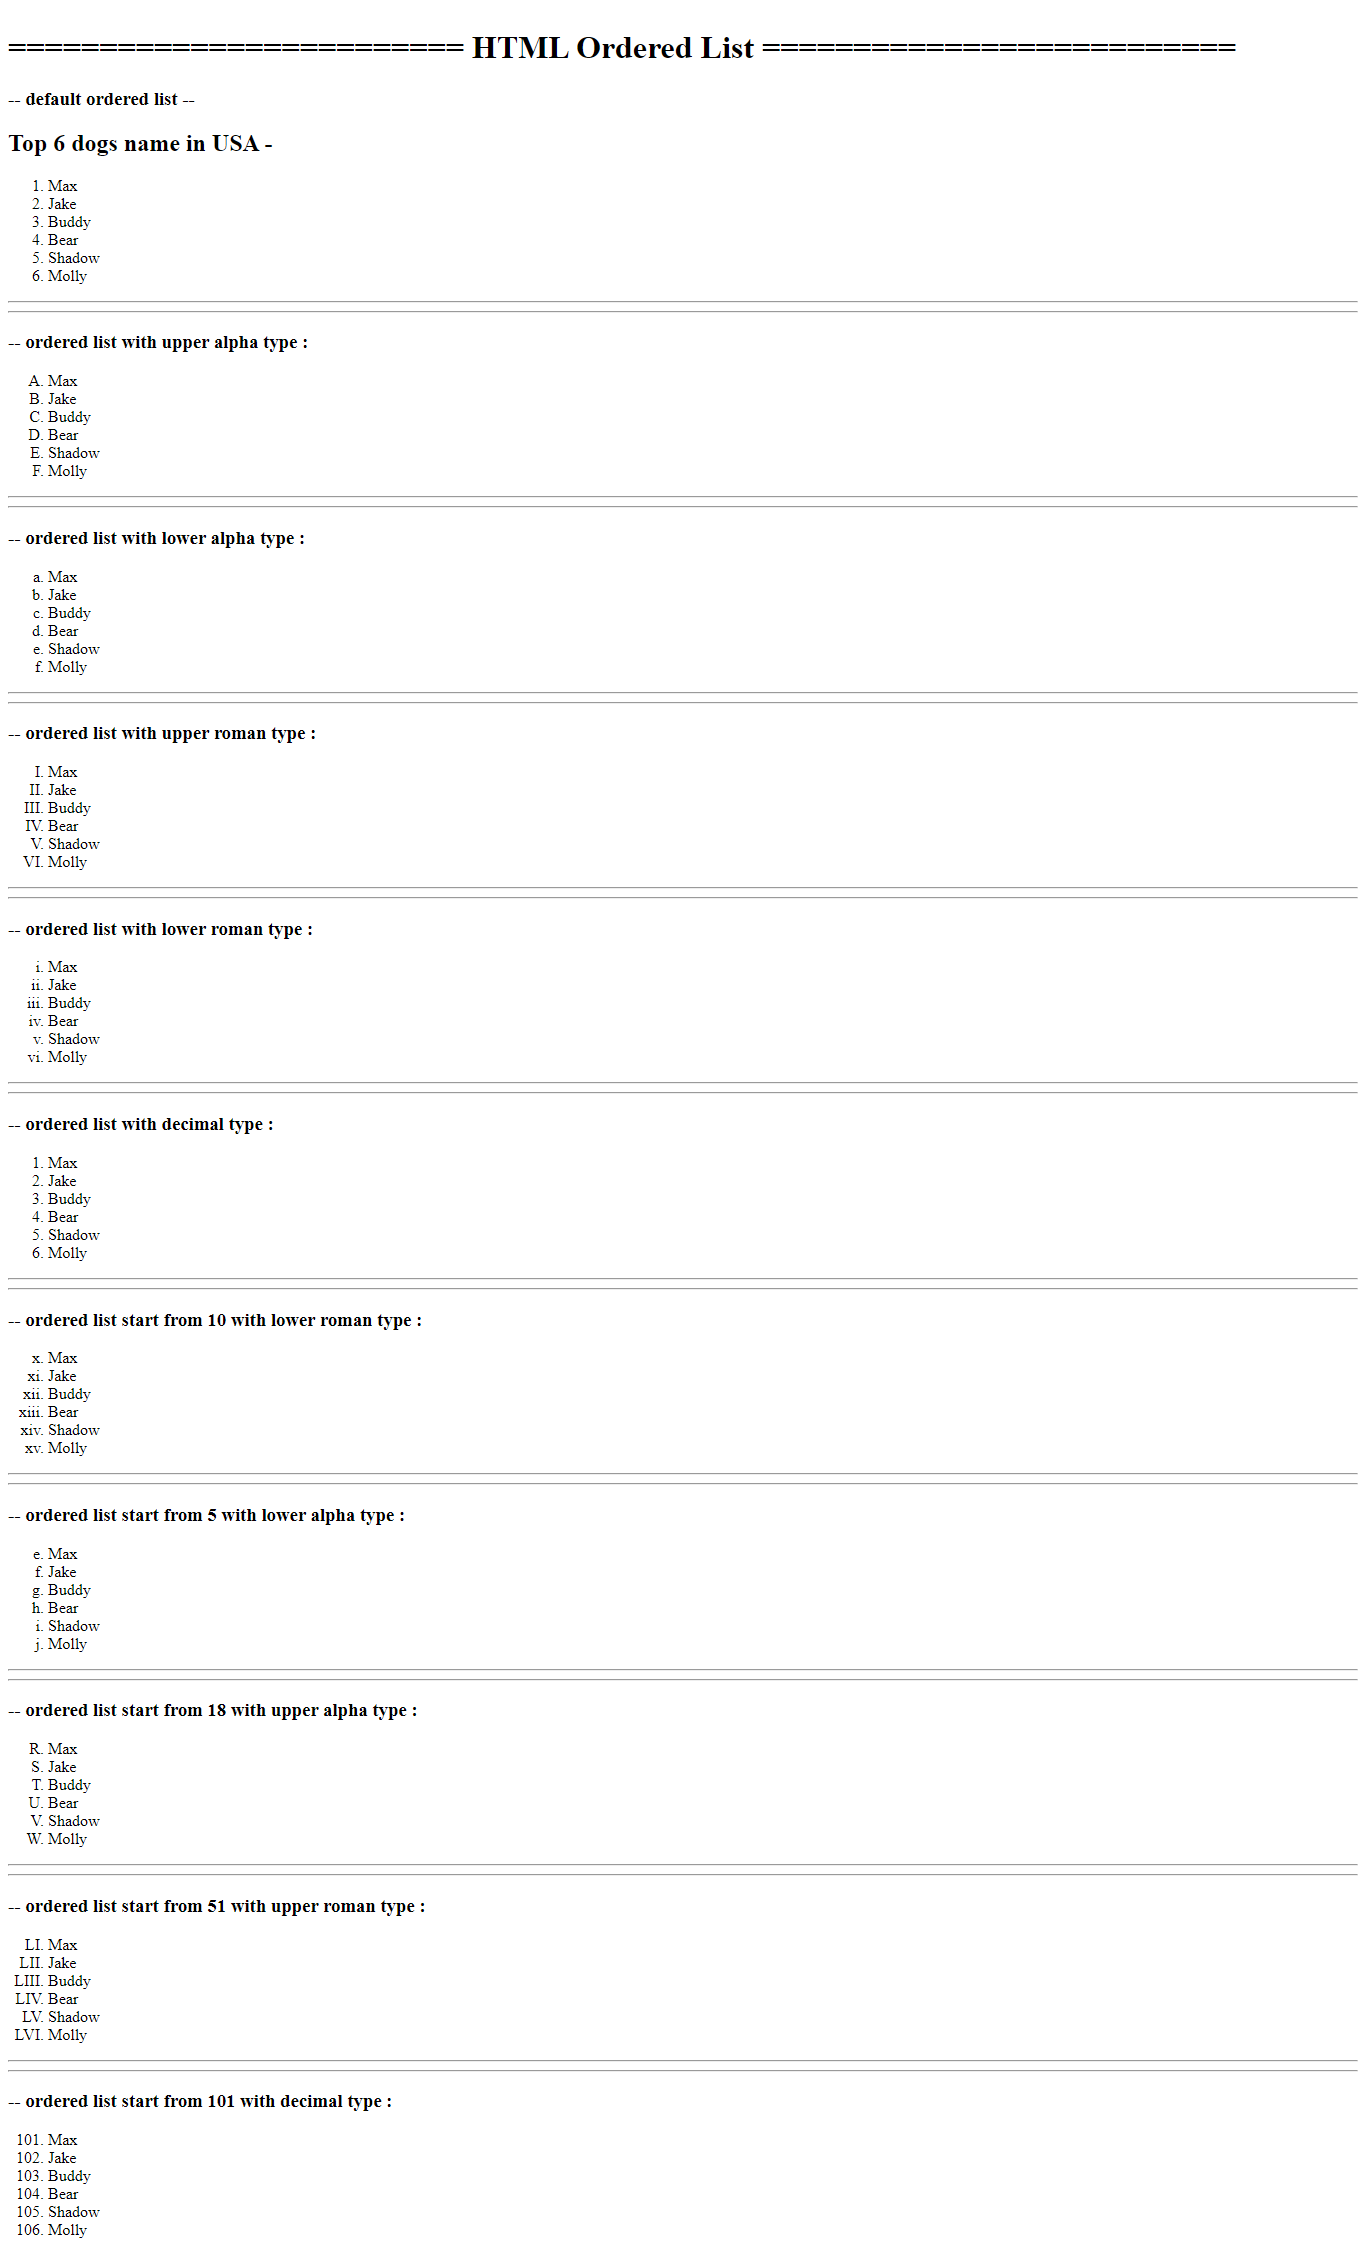 ========================= HTML Ordered List ==========================
-- default ordered list --
Top 6 dogs name in USA -
1. Max
2. Jake
3. Buddy
4. Bear
5. Shadow
6. Molly
-- ordered list with upper alpha type :
A. Max
B. Jake
C. Buddy
D. Bear
E. Shadow
F. Molly
-- ordered list with lower alpha type :
a. Max
b. Jake
c. Buddy
d. Bear
e. Shadow
f. Molly
-- ordered list with upper roman type :
I. Max
II. Jake
III. Buddy
IV. Bear
V. Shadow
VI. Molly
-- ordered list with lower roman type :
i. Max
ii. Jake
iii. Buddy
iv. Bear
v. Shadow
vi. Molly
-- ordered list with decimal type :
1. Max
2. Jake
3. Buddy
4. Bear
5. Shadow
6. Molly
-- ordered list start from 10 with lower roman type :
x. Max
xi. Jake
xii. Buddy
xiii. Bear
xiv. Shadow
xv. Molly
-- ordered list start from 5 with lower alpha type :
e. Max
f. Jake
g. Buddy
h. Bear
i. Shadow
j. Molly
-- ordered list start from 18 with upper alpha type :
R. Max
S. Jake
T. Buddy
U. Bear
V. Shadow
W. Molly
-- ordered list start from 51 with upper roman type :
LI. Max
LII. Jake
LIII. Buddy
LIV. Bear
LV. Shadow
LVI. Molly
-- ordered list start from 101 with decimal type :
101. Max
102. Jake
103. Buddy
104. Bear
105. Shadow
106. Molly